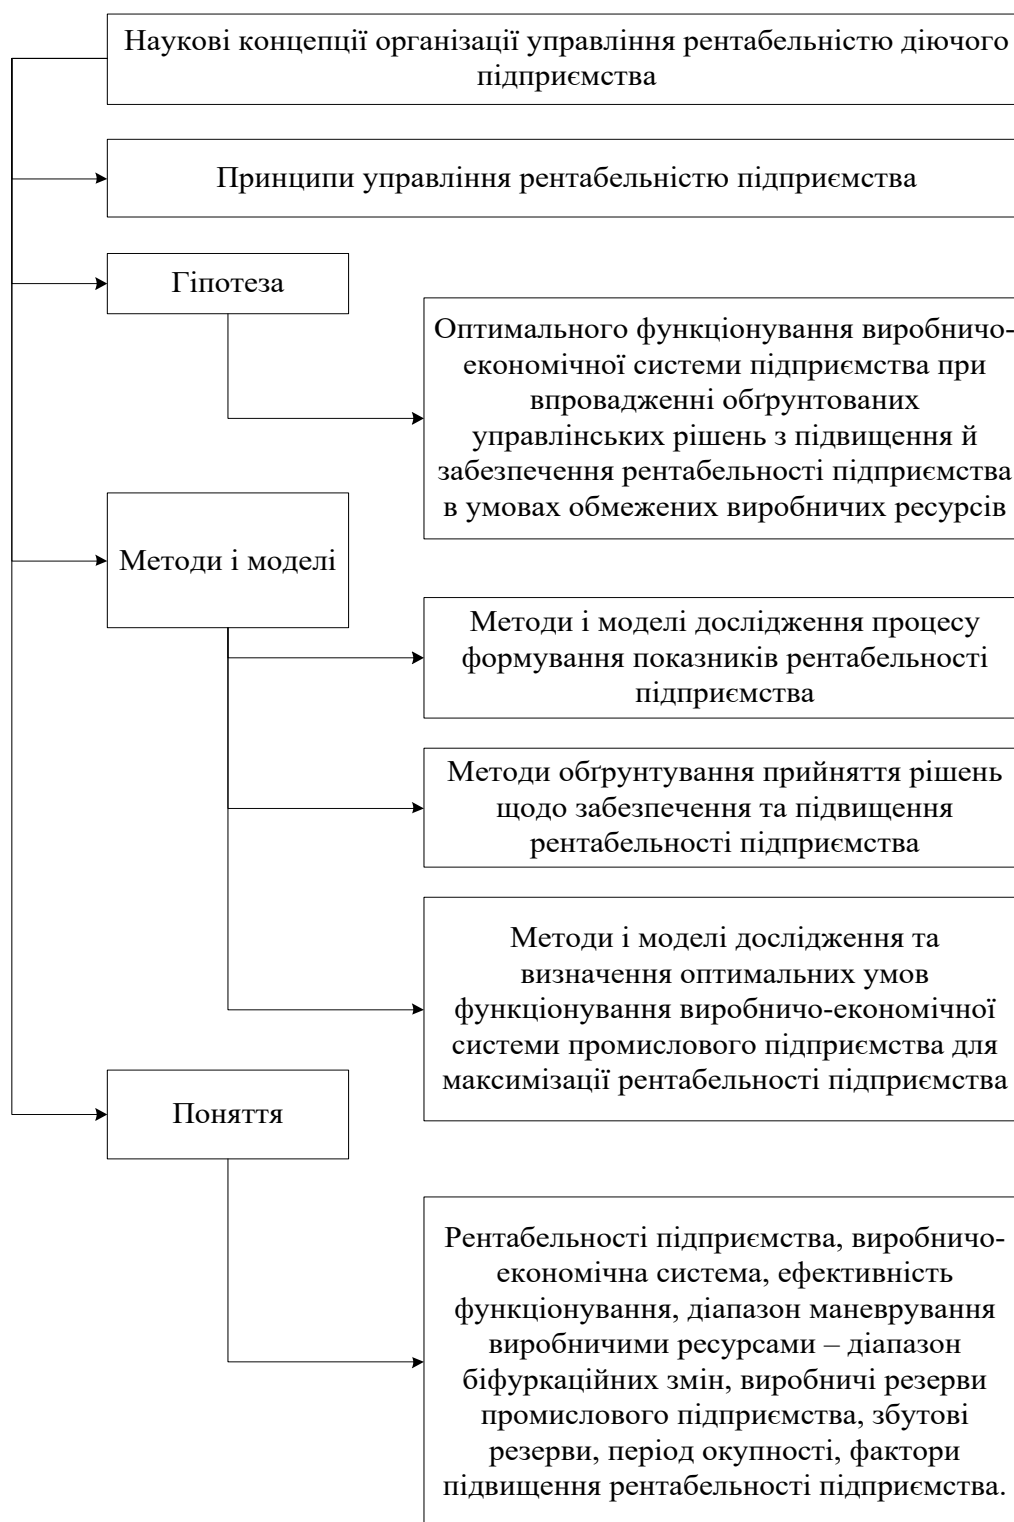 Наукові концепції організації управління рентабельністю діючого
підприємства
Принципи управління рентабельністю підприємства
Гіпотеза
Оптимального функціонування виробничо-
економічної системи підприємства при
впровадженні обґрунтованих
управлінських рішень з підвищення й
забезпечення рентабельності підприємства
в умовах обмежених виробничих ресурсів
Методи і моделі
Методи і моделі дослідження процесу
формування показників рентабельності
підприємства
Методи обґрунтування прийняття рішень
щодо забезпечення та підвищення
рентабельності підприємства
Методи і моделі дослідження та
визначення оптимальних умов
функціонування виробничо-економічної
системи промислового підприємства для
максимізації рентабельності підприємства
Поняття
Рентабельності підприємства, виробничо-
економічна система, ефективність
функціонування, діапазон маневрування
виробничими ресурсами – діапазон
біфуркаційних змін, виробничі резерви
промислового підприємства, збутові
резерви, період окупності, фактори
підвищення рентабельності підприємства.